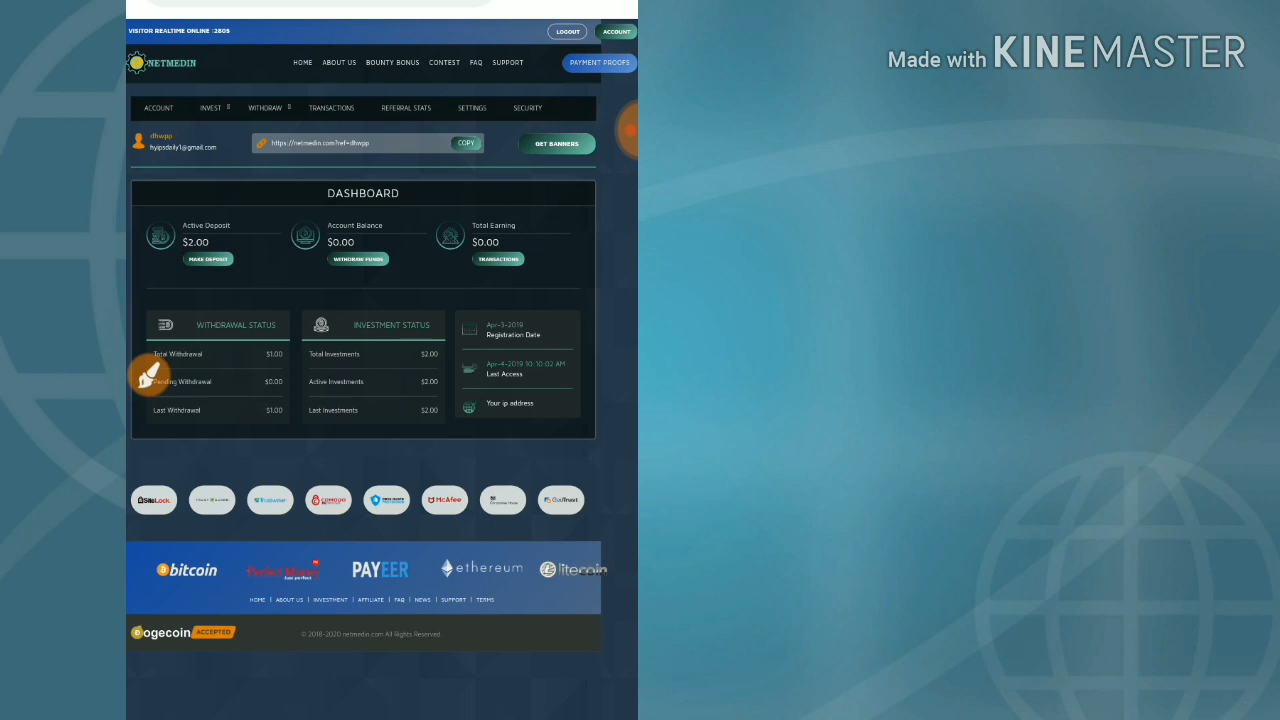 VISITOR REALTIME ONLINE :2805
LOGOUT
ACCOUNT
NETMEDIN
HOME ABOUT US BOUNTY BONUS CONTEST FAQ SUPPORT
PAYMENT PROOFS
Made with KINEMASTER
ACCOUNT INVEST WITHDRAW TRANSACTIONS REFERRAL STATS SETTINGS SECURITY
dhwpp
hyipsdaily1@gmail.com
https://netmedin.com?ref=dhwpp
COPY
GET BANNERS
DASHBOARD
Active Deposit
$2.00
MAKE DEPOSIT
Account Balance
$0.00
WITHDRAW FUNDS
Total Earning
$0.00
TRANSACTIONS
WITHDRAWAL STATUS
Total Withdrawal $1.00
Pending Withdrawal $0.00
Last Withdrawal $1.00
INVESTMENT STATUS
Total Investments $2.00
Active Investments $2.00
Last Investments $2.00
Apr-3-2019
Registration Date
Apr-4-2019 10:10:02 AM
Last Access
Your ip address
SiteLock
COMODO
McAfee
bitcoin
Perfect Money
Just perfect
PAYEER
ethereum
litecoin
HOME | ABOUT US | INVESTMENT | AFFILIATE | FAQ | NEWS | SUPPORT | TERMS
Dogecoin ACCEPTED
© 2018-2020 netmedin.com All Rights Reserved.